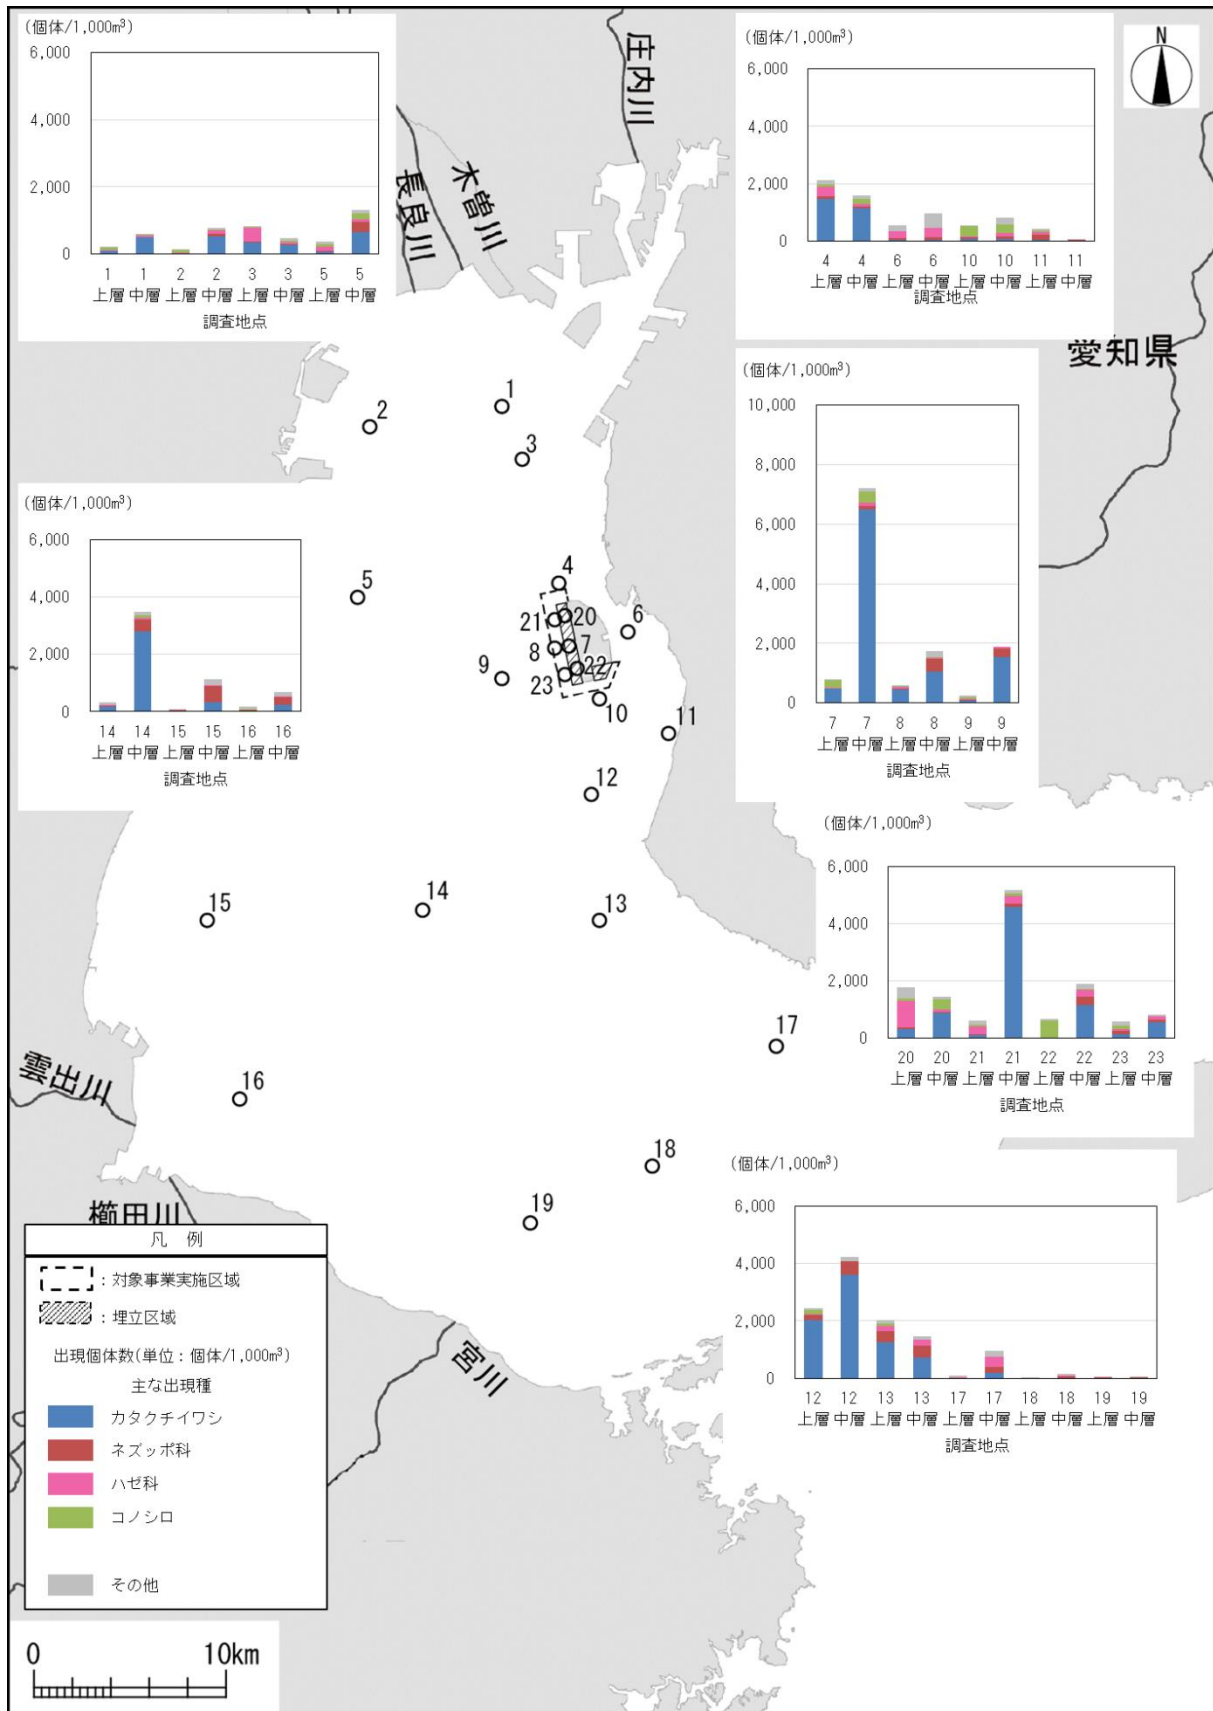 (個体/1,000m³)
6,000
4,000
2,000
0
1 1 2 2 3 3 5 5
上層 中層 上層 中層 上層 中層 上層 中層
調査地点
(個体/1,000m³)
6,000
4,000
2,000
0
4 4 6 6 10 10 11 11
上層 中層 上層 中層 上層 中層 上層 中層
調査地点
N
庄内川
木曽川
長良川
愛知県
(個体/1,000m³)
10,000
8,000
6,000
4,000
2,000
0
7 7 8 8 9 9
上層 中層 上層 中層 上層 中層
調査地点
(個体/1,000m³)
6,000
4,000
2,000
0
14 14 15 15 16 16
上層 中層 上層 中層 上層 中層
調査地点
1
2
3
4
5
20
6
21
7
8
22
9
23
10
11
12
14
13
15
17
16
18
19
(個体/1,000m³)
6,000
4,000
2,000
0
20 20 21 21 22 22 23 23
上層 中層 上層 中層 上層 中層 上層 中層
調査地点
(個体/1,000m³)
6,000
4,000
2,000
0
12 12 13 13 17 17 18 18 19 19
上層 中層 上層 中層 上層 中層 上層 中層 上層 中層
調査地点
雲出川
櫛田川
宮川
凡 例
:対象事業実施区域
:埋立区域
出現個体数(単位:個体/1,000m³)
主な出現種
カタクチイワシ
ネズッポ科
ハゼ科
コノシロ
その他
0 10km